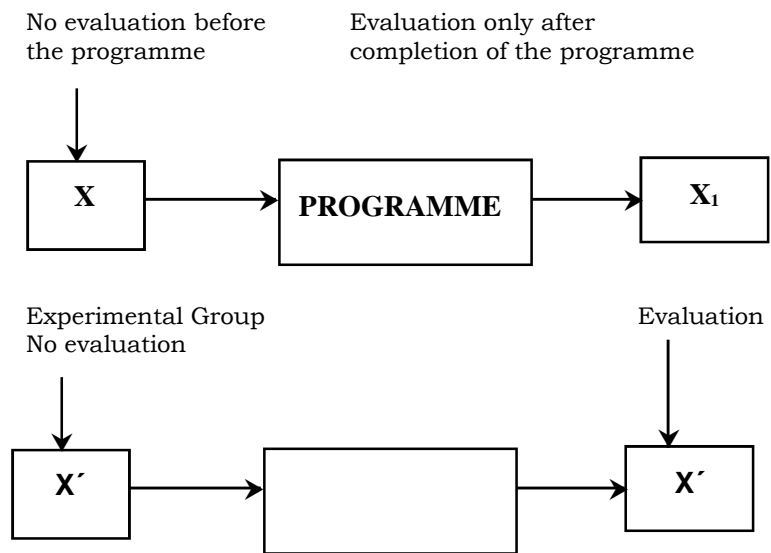 No evaluation before
the programme
Evaluation only after
completion of the programme
X
PROGRAMME
X₁
Experimental Group
No evaluation
Evaluation
X´
X´